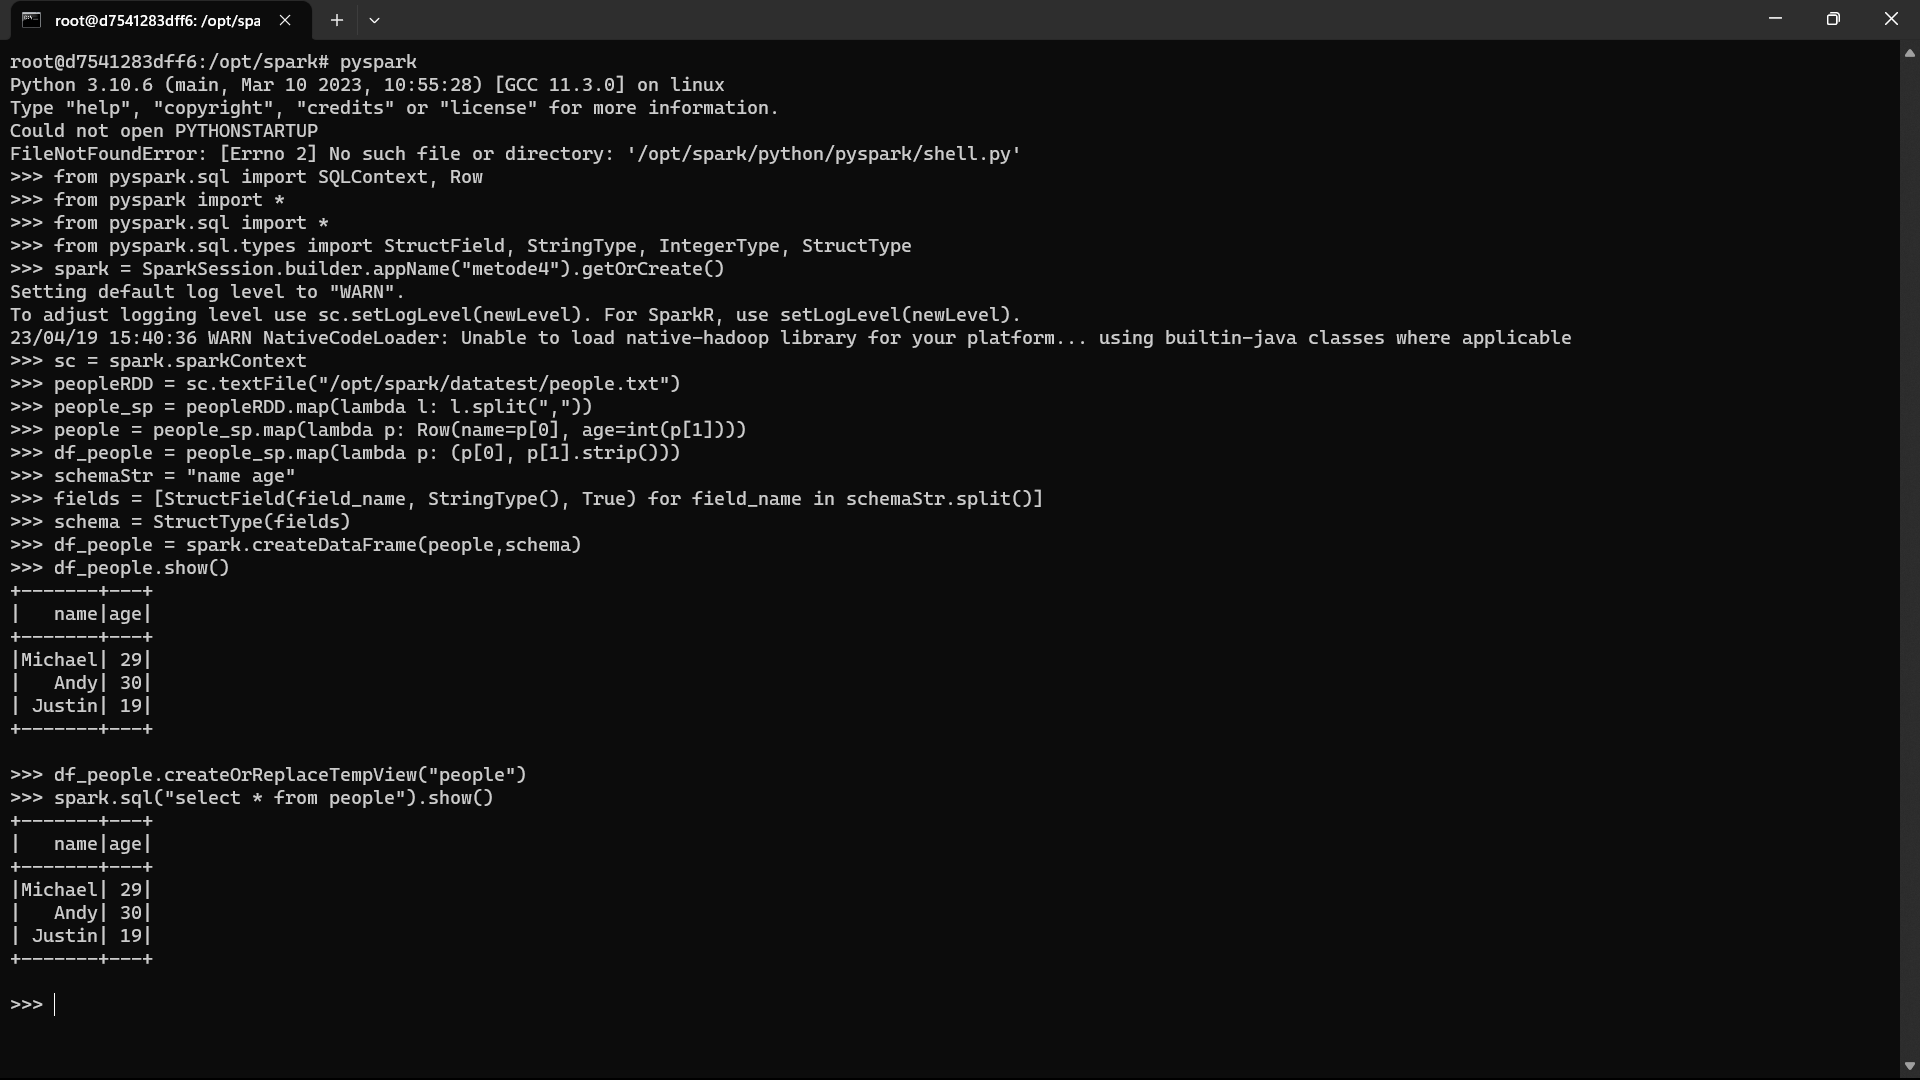 root@d7541283dff6: /opt/spa
root@d7541283dff6:/opt/spark# pyspark
Python 3.10.6 (main, Mar 10 2023, 10:55:28) [GCC 11.3.0] on linux
Type "help", "copyright", "credits" or "license" for more information.
Could not open PYTHONSTARTUP
FileNotFoundError: [Errno 2] No such file or directory: '/opt/spark/python/pyspark/shell.py'
>>> from pyspark.sql import SQLContext, Row
>>> from pyspark import *
>>> from pyspark.sql import *
>>> from pyspark.sql.types import StructField, StringType, IntegerType, StructType
>>> spark = SparkSession.builder.appName("metode4").getOrCreate()
Setting default log level to "WARN".
To adjust logging level use sc.setLogLevel(newLevel). For SparkR, use setLogLevel(newLevel).
23/04/19 15:40:36 WARN NativeCodeLoader: Unable to load native-hadoop library for your platform... using builtin-java classes where applicable
>>> sc = spark.sparkContext
>>> peopleRDD = sc.textFile("/opt/spark/datatest/people.txt")
>>> people_sp = peopleRDD.map(lambda l: l.split(","))
>>> people = people_sp.map(lambda p: Row(name=p[0], age=int(p[1])))
>>> df_people = people_sp.map(lambda p: (p[0], p[1].strip()))
>>> schemaStr = "name age"
>>> fields = [StructField(field_name, StringType(), True) for field_name in schemaStr.split()]
>>> schema = StructType(fields)
>>> df_people = spark.createDataFrame(people,schema)
>>> df_people.show()
+-------+---+
|   name|age|
+-------+---+
|Michael| 29|
|   Andy| 30|
| Justin| 19|
+-------+---+
>>> df_people.createOrReplaceTempView("people")
>>> spark.sql("select * from people").show()
+-------+---+
|   name|age|
+-------+---+
|Michael| 29|
|   Andy| 30|
| Justin| 19|
+-------+---+
>>>